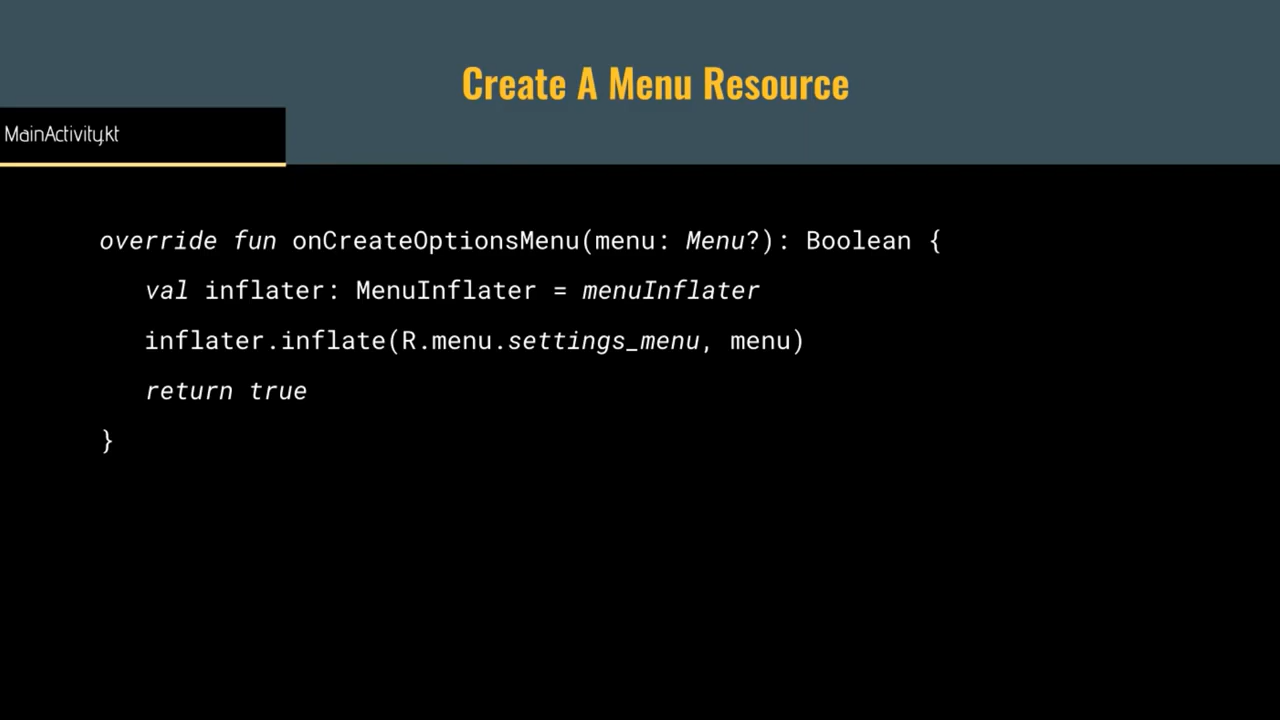 Create A Menu Resource
MainActivity.kt
override fun onCreateOptionsMenu(menu: Menu?): Boolean {
val inflater: MenuInflater = menuInflater
inflater.inflate(R.menu.settings_menu, menu)
return true
}